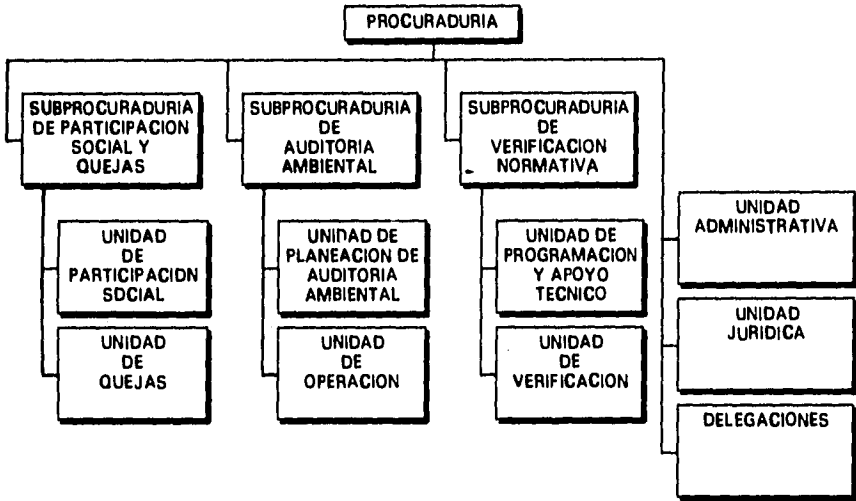 PROCURADURIA
SUBPROCURADURIA
DE PARTICIPACION
SOCIAL Y
QUEJAS
SUBPROCURADURIA
DE
AUDITORIA
AMBIENTAL
SUBPROCURADURIA
DE
VERIFICACION
NORMATIVA
UNIDAD
DE
PARTICIPACION
SOCIAL
UNIDAD DE
PLANEACION DE
AUDITORIA
AMBIENTAL
UNIDAD DE
PROGRAMACION
Y APOYO
TECNICO
UNIDAD
ADMINISTRATIVA
UNIDAD
DE
QUEJAS
UNIDAD
DE
OPERACION
UNIDAD
DE
VERIFICACION
UNIDAD
JURIDICA
DELEGACIONES